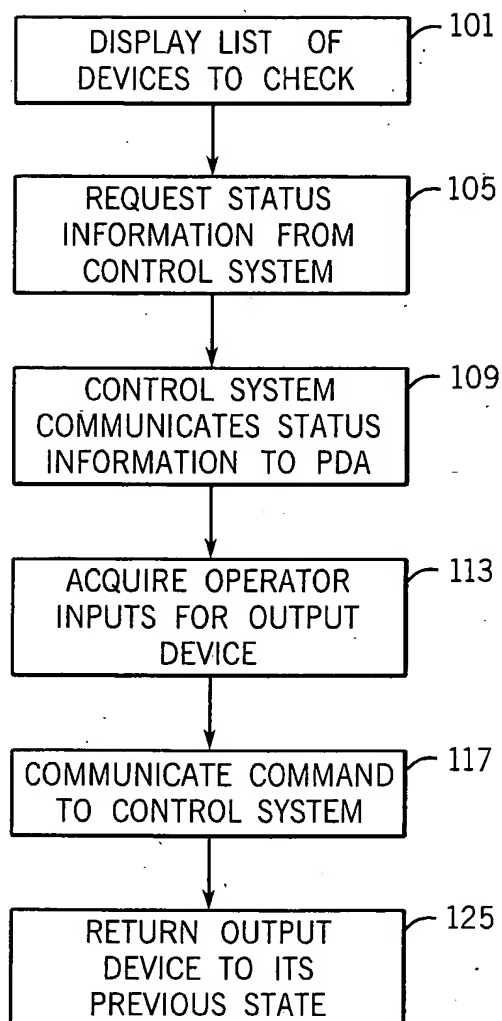 DISPLAY LIST OF
DEVICES TO CHECK
101
REQUEST STATUS
INFORMATION FROM
CONTROL SYSTEM
105
CONTROL SYSTEM
COMMUNICATES STATUS
INFORMATION TO PDA
109
ACQUIRE OPERATOR
INPUTS FOR OUTPUT
DEVICE
113
COMMUNICATE COMMAND
TO CONTROL SYSTEM
117
RETURN OUTPUT
DEVICE TO ITS
PREVIOUS STATE
125